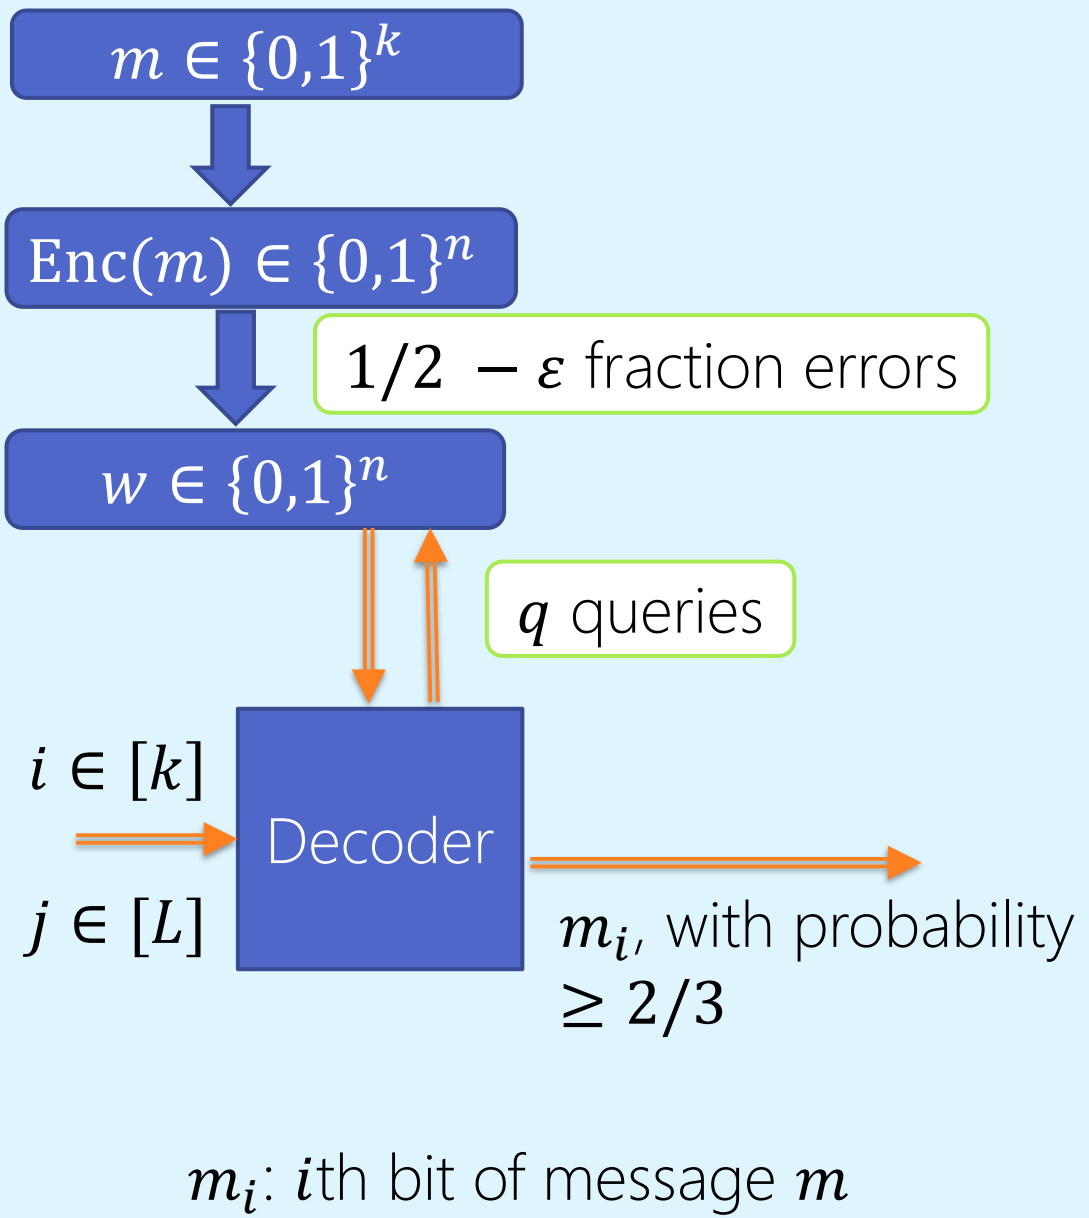 m ∈ {0,1}^k
Enc(m) ∈ {0,1}^n
1/2 − ε fraction errors
w ∈ {0,1}^n
q queries
i ∈ [k]
Decoder
j ∈ [L]
m_i, with probability
≥ 2/3
m_i: ith bit of message m